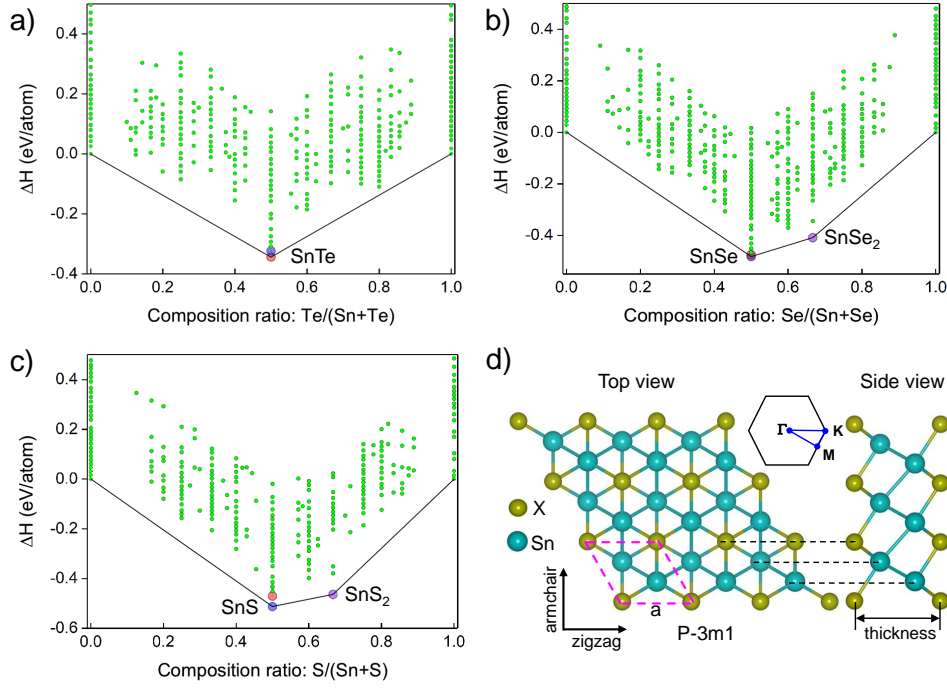 a)
ΔH (eV/atom)
0.4
0.2
0.0
-0.2
-0.4
SnTe
0.0 0.2 0.4 0.6 0.8 1.0
Composition ratio: Te/(Sn+Te)
b)
ΔH (eV/atom)
0.4
0.2
0.0
-0.2
-0.4
SnSe
SnSe2
0.0 0.2 0.4 0.6 0.8 1.0
Composition ratio: Se/(Sn+Se)
c)
ΔH (eV/atom)
0.4
0.2
0.0
-0.2
-0.4
-0.6
SnS
SnS2
0.0 0.2 0.4 0.6 0.8 1.0
Composition ratio: S/(Sn+S)
d)
Top view
Side view
Γ
K
M
X
Sn
a
armchair
zigzag
P-3m1
thickness